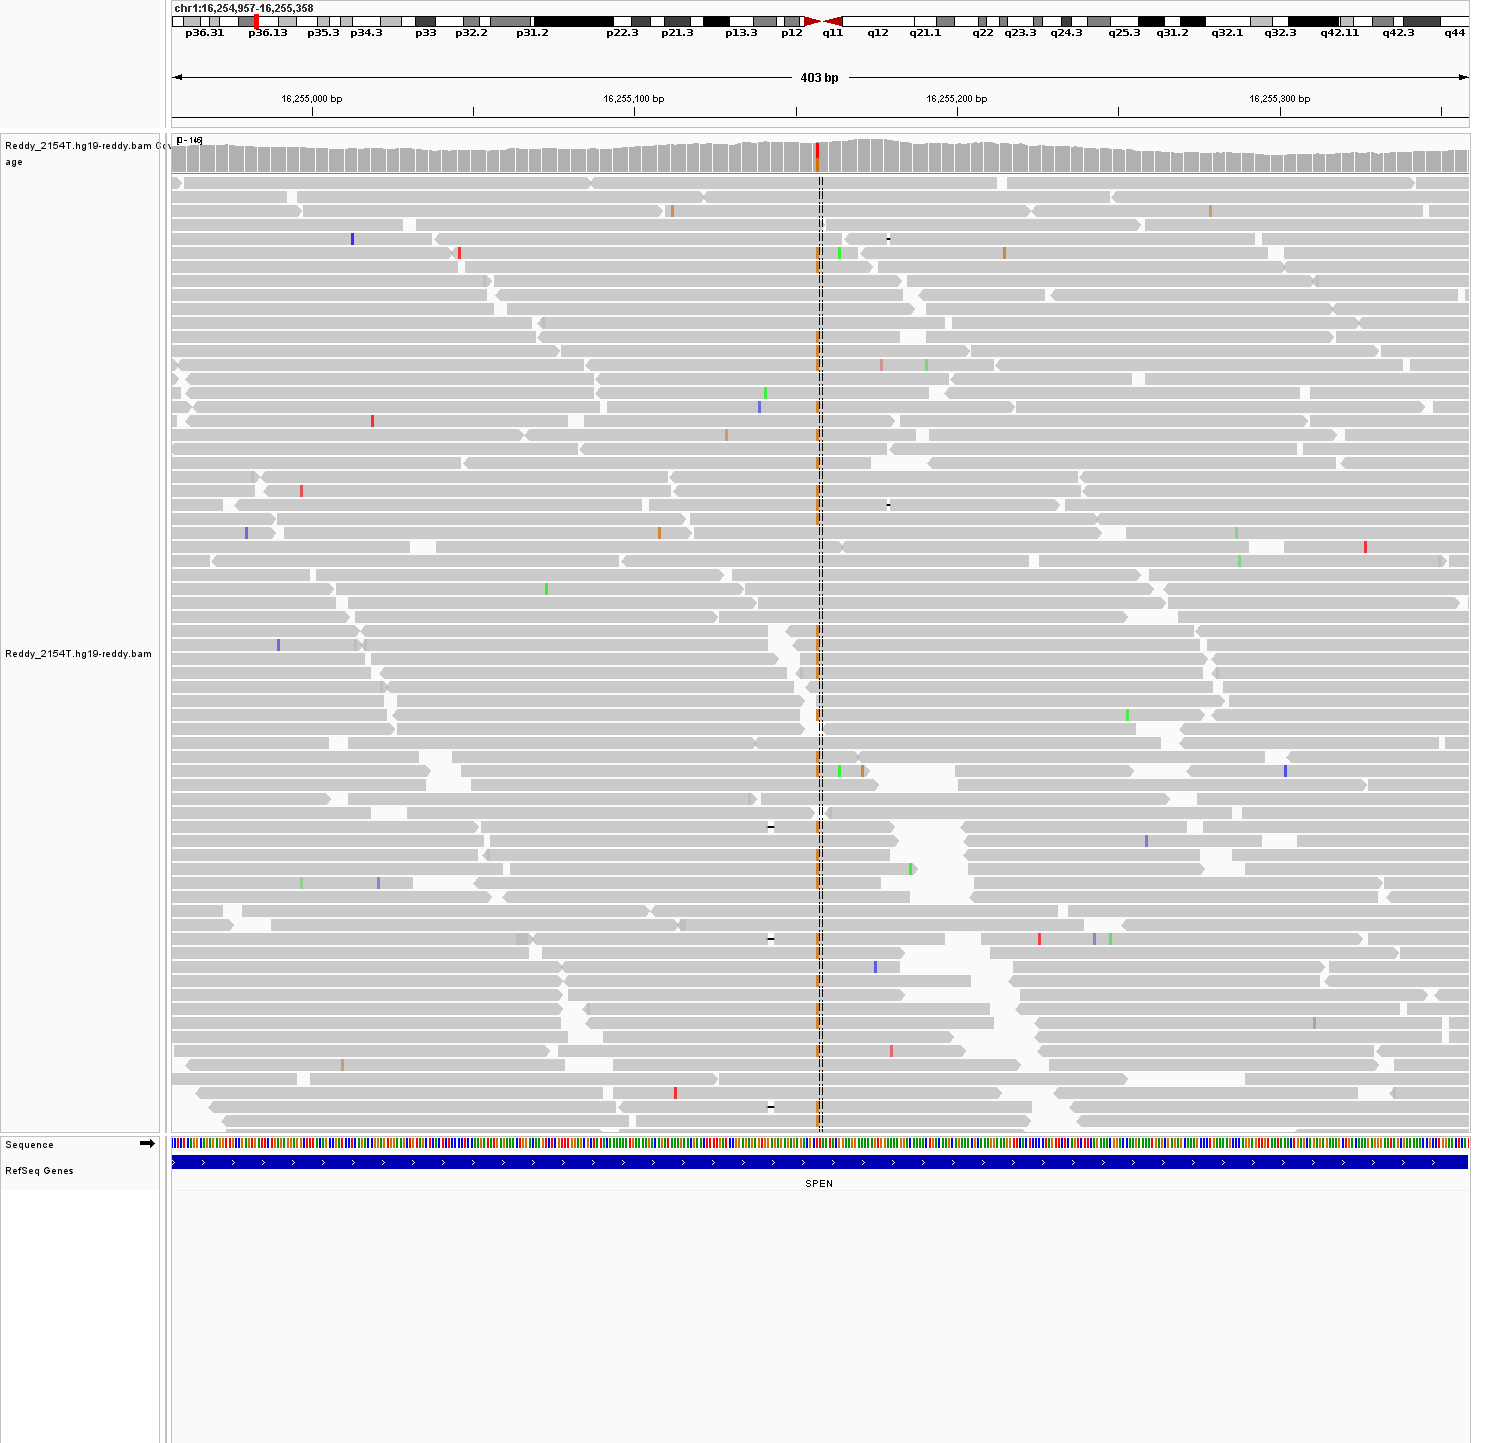 chr1:16,254,957-16,255,358
p36.31 p36.13 p35.3 p34.3 p33 p32.2 p31.2 p22.3 p21.3 p13.3 p12 q11 q12 q21.1 q22 q23.3 q24.3 q25.3 q31.2 q32.1 q32.3 q42.11 q42.3 q44
403 bp
16,255,000 bp 16,255,100 bp 16,255,200 bp 16,255,300 bp
Reddy_2154T.hg19-reddy.bam Cov
age
[0 - 146]
Reddy_2154T.hg19-reddy.bam
Sequence
RefSeq Genes
SPEN